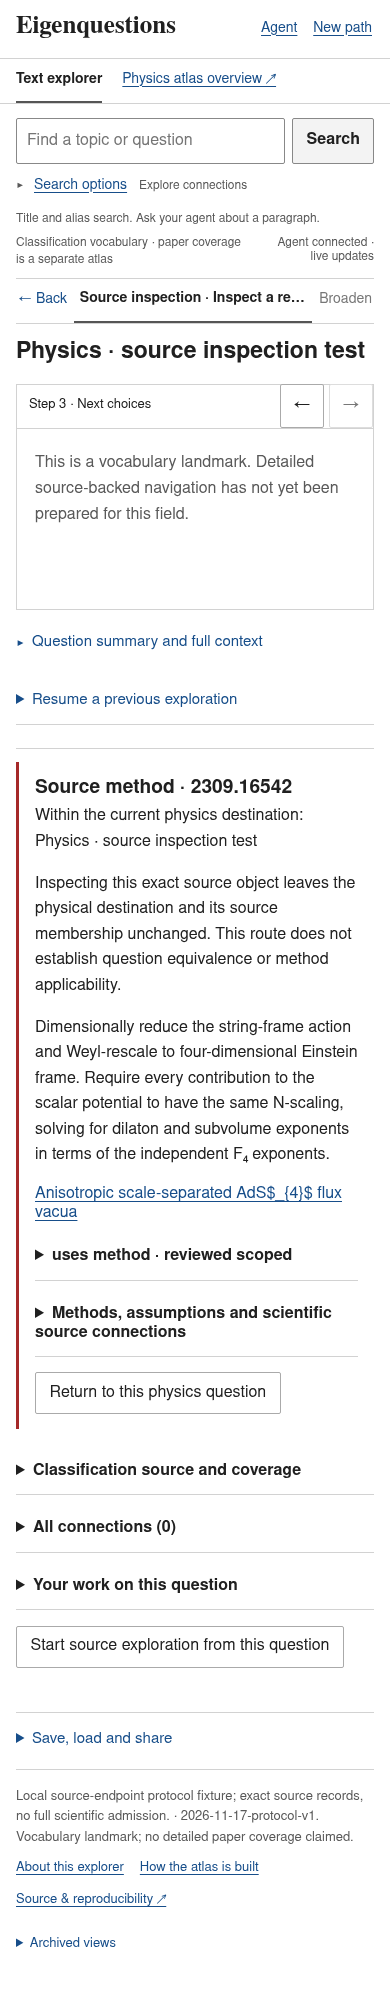 Eigenquestions
Agent New path
Text explorer Physics atlas overview ↗
Find a topic or question Search
▸ Search options Explore connections
Title and alias search. Ask your agent about a paragraph.
Classification vocabulary · paper coverage
is a separate atlas
Agent connected ·
live updates
← Back Source inspection · Inspect a re… Broaden
Physics · source inspection test
Step 3 · Next choices ← →
This is a vocabulary landmark. Detailed
source-backed navigation has not yet been
prepared for this field.
▸ Question summary and full context
▶ Resume a previous exploration
Source method · 2309.16542
Within the current physics destination:
Physics · source inspection test
Inspecting this exact source object leaves the
physical destination and its source
membership unchanged. This route does not
establish question equivalence or method
applicability.
Dimensionally reduce the string-frame action
and Weyl-rescale to four-dimensional Einstein
frame. Require every contribution to the
scalar potential to have the same N-scaling,
solving for dilaton and subvolume exponents
in terms of the independent F₄ exponents.
Anisotropic scale-separated AdS$_{4}$ flux
vacua
▶ uses method · reviewed scoped
▶ Methods, assumptions and scientific
source connections
Return to this physics question
▶ Classification source and coverage
▶ All connections (0)
▶ Your work on this question
Start source exploration from this question
▶ Save, load and share
Local source-endpoint protocol fixture; exact source records,
no full scientific admission. · 2026-11-17-protocol-v1.
Vocabulary landmark; no detailed paper coverage claimed.
About this explorer How the atlas is built
Source & reproducibility ↗
▶ Archived views